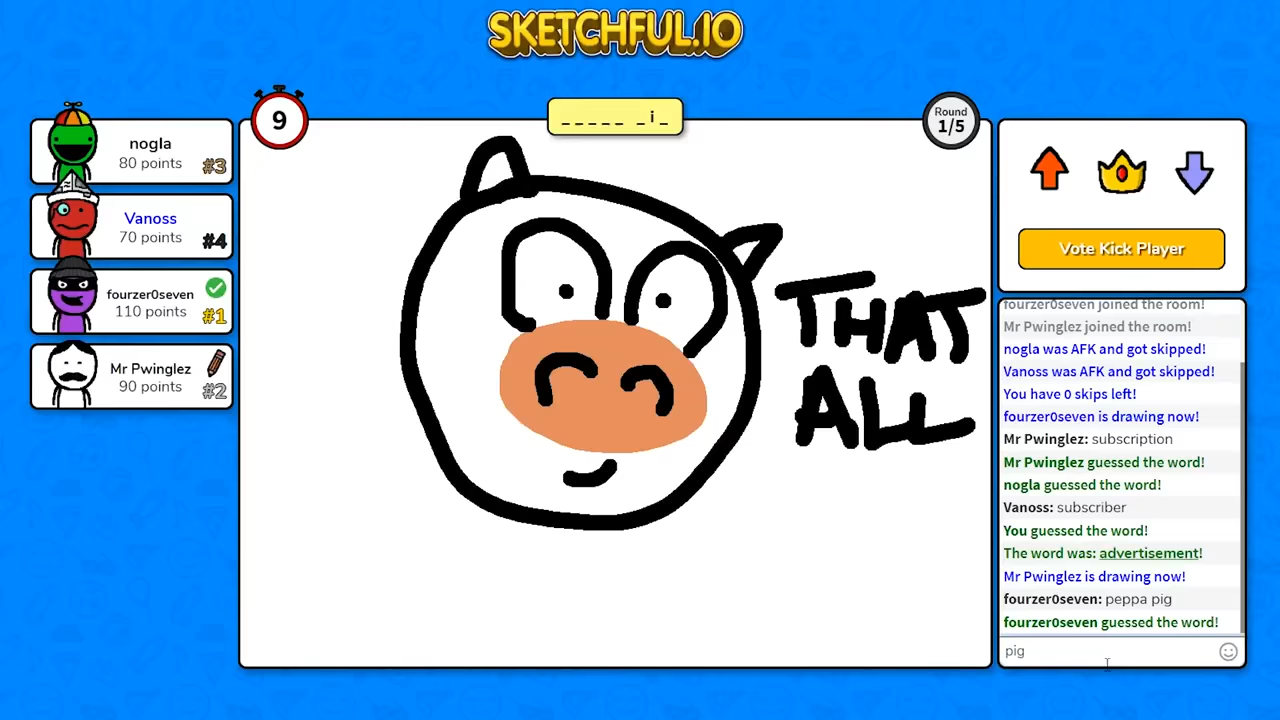 SKETCHFUL.IO
9
_ _ _ _ _ _ i _
Round
1/5
nogla
80 points
#3
Vanoss
70 points
#4
fourzer0seven
110 points
#1
Mr Pwinglez
90 points
#2
THAT
ALL
Vote Kick Player
fourzer0seven joined the room!
Mr Pwinglez joined the room!
nogla was AFK and got skipped!
Vanoss was AFK and got skipped!
You have 0 skips left!
fourzer0seven is drawing now!
Mr Pwinglez: subscription
Mr Pwinglez guessed the word!
nogla guessed the word!
Vanoss: subscriber
You guessed the word!
The word was: advertisement!
Mr Pwinglez is drawing now!
fourzer0seven: peppa pig
fourzer0seven guessed the word!
pig